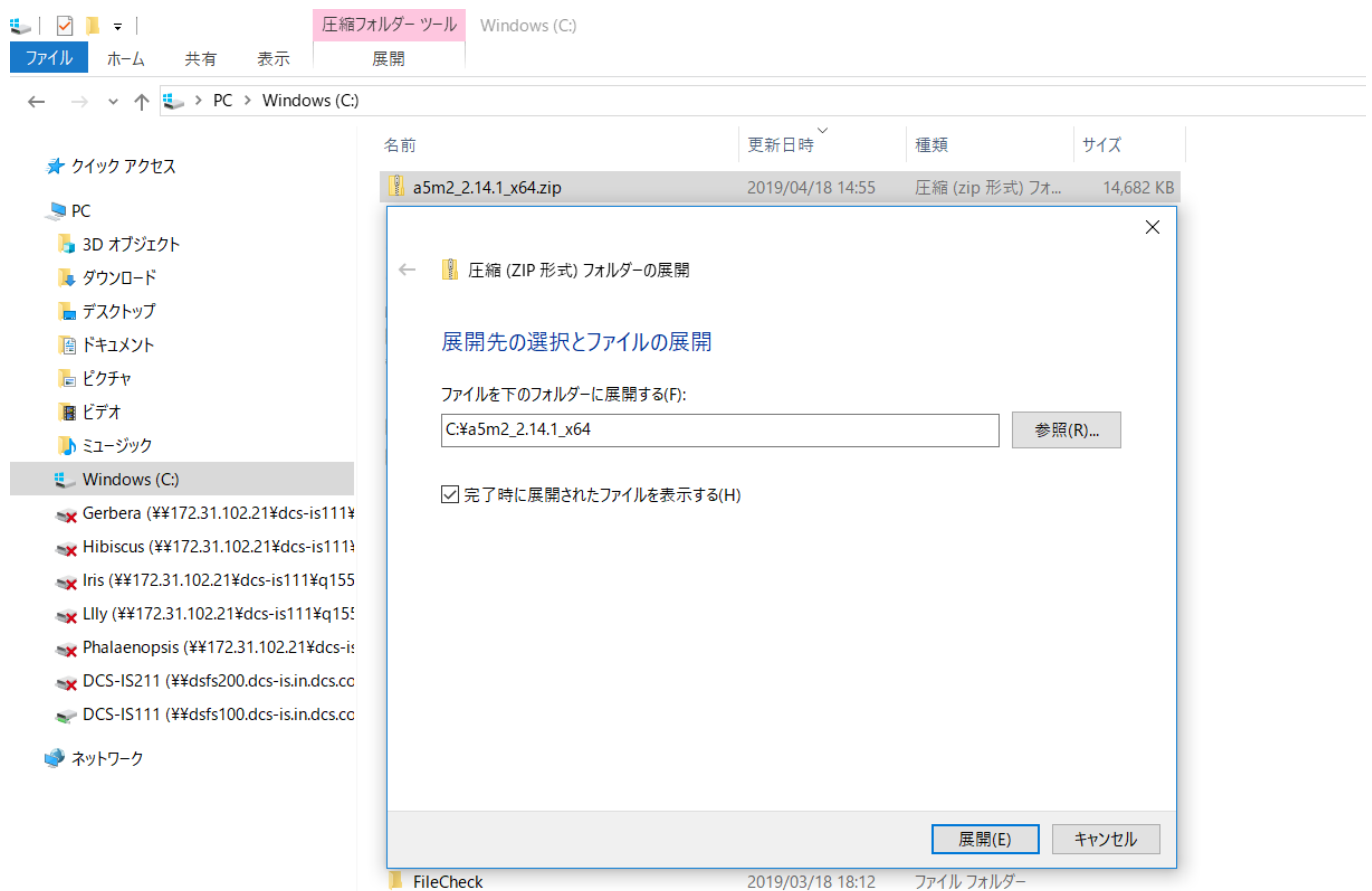 圧縮フォルダー ツール Windows (C:)
ファイル ホーム 共有 表示 展開
PC > Windows (C:)
名前 更新日時 種類 サイズ
クイック アクセス
a5m2_2.14.1_x64.zip 2019/04/18 14:55 圧縮 (zip 形式) フォ... 14,682 KB
PC
3D オブジェクト
ダウンロード
デスクトップ
ドキュメント
ピクチャ
ビデオ
ミュージック
Windows (C:)
Gerbera (¥¥172.31.102.21¥dcs-is111¥
Hibiscus (¥¥172.31.102.21¥dcs-is111¥
Iris (¥¥172.31.102.21¥dcs-is111¥q155
LIly (¥¥172.31.102.21¥dcs-is111¥q155
Phalaenopsis (¥¥172.31.102.21¥dcs-is
DCS-IS211 (¥¥dsfs200.dcs-is.in.dcs.co
DCS-IS111 (¥¥dsfs100.dcs-is.in.dcs.co
ネットワーク
圧縮 (ZIP 形式) フォルダーの展開
展開先の選択とファイルの展開
ファイルを下のフォルダーに展開する(F):
C:¥a5m2_2.14.1_x64 参照(R)...
完了時に展開されたファイルを表示する(H)
展開(E) キャンセル
FileCheck 2019/03/18 18:12 ファイル フォルダー